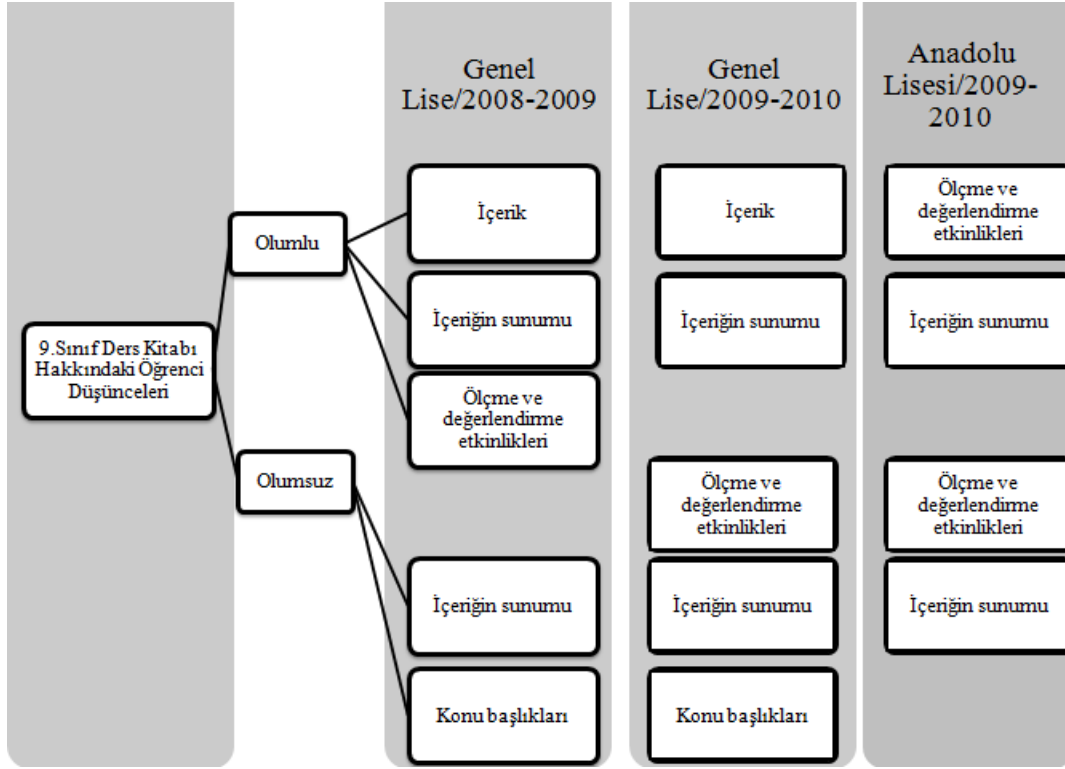 Genel
Lise/2008-2009
Genel
Lise/2009-2010
Anadolu
Lisesi/2009-
2010
9.Sınıf Ders Kitabı
Hakkındaki Öğrenci
Düşünceleri
Olumlu
Olumsuz
İçerik
İçeriğin sunumu
Ölçme ve
değerlendirme
etkinlikleri
İçeriğin sunumu
Konu başlıkları
İçerik
İçeriğin sunumu
Ölçme ve
değerlendirme
etkinlikleri
İçeriğin sunumu
Konu başlıkları
Ölçme ve
değerlendirme
etkinlikleri
İçeriğin sunumu
Ölçme ve
değerlendirme
etkinlikleri
İçeriğin sunumu